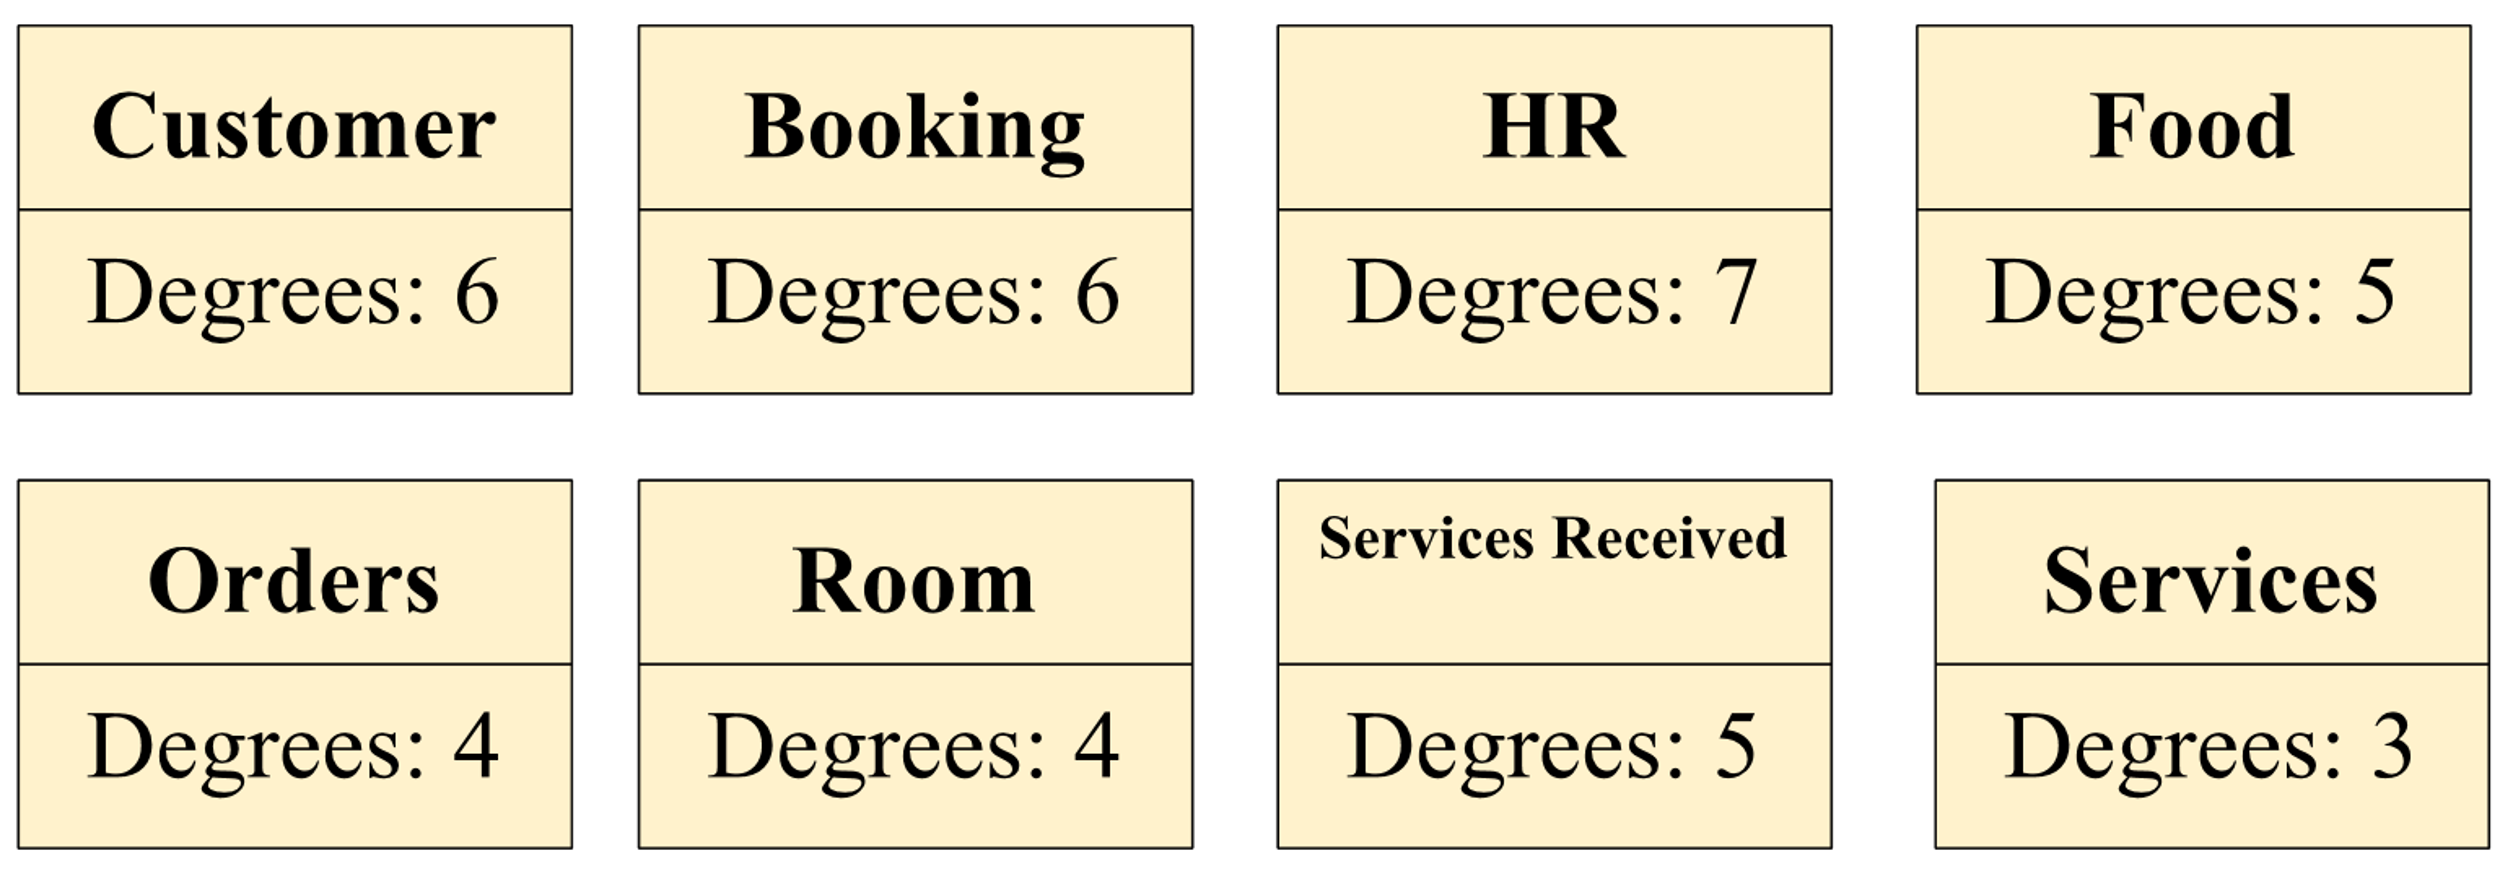 Customer
Degrees: 6
Booking
Degrees: 6
HR
Degrees: 7
Food
Degrees: 5
Orders
Degrees: 4
Room
Degrees: 4
Services Received
Degrees: 5
Services
Degrees: 3